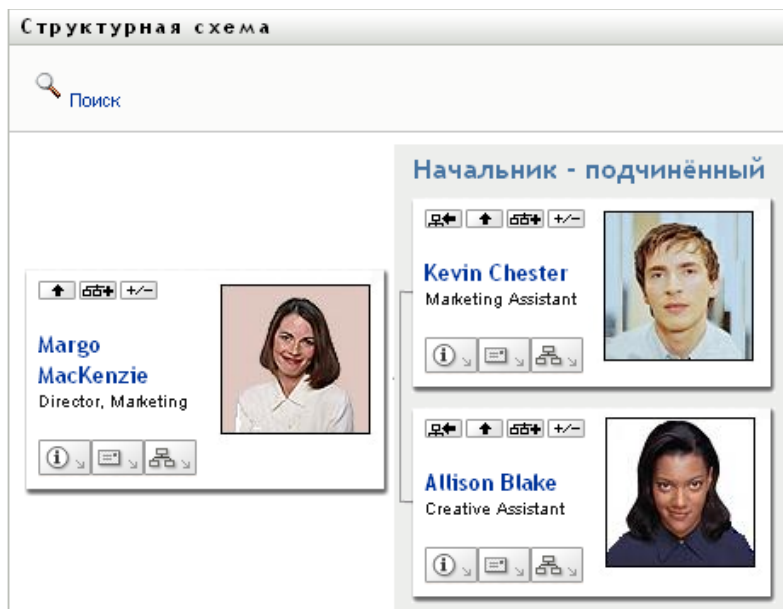 Структурная схема
Поиск
Начальник - подчинённый
Kevin Chester
Marketing Assistant
Margo
MacKenzie
Director, Marketing
Allison Blake
Creative Assistant